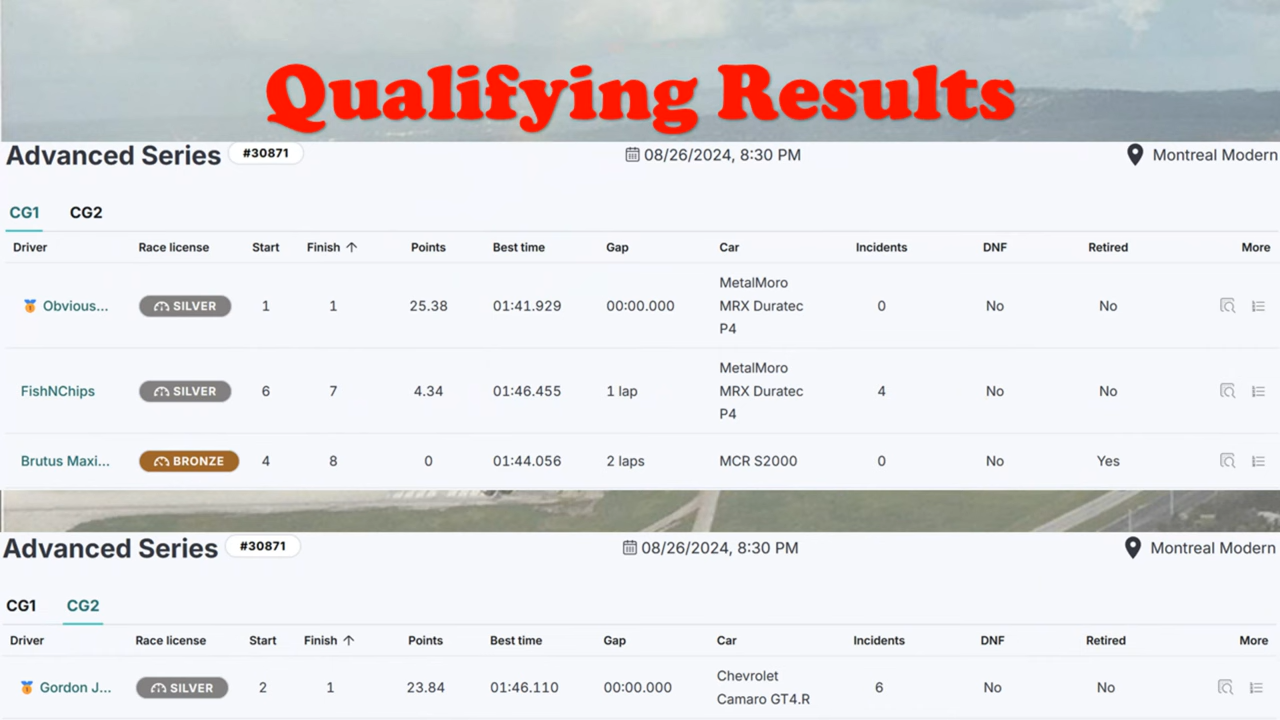 Qualifying Results
Advanced Series #30871 08/26/2024, 8:30 PM Montreal Modern
CG1 CG2
Driver Race license Start Finish ↑ Points Best time Gap Car Incidents DNF Retired More
Obvious... SILVER 1 1 25.38 01:41.929 00:00.000 MetalMoro
MRX Duratec
P4 0 No No
FishNChips SILVER 6 7 4.34 01:46.455 1 lap MetalMoro
MRX Duratec
P4 4 No No
Brutus Maxi... BRONZE 4 8 0 01:44.056 2 laps MCR S2000 0 No Yes
Advanced Series #30871 08/26/2024, 8:30 PM Montreal Modern
CG1 CG2
Driver Race license Start Finish ↑ Points Best time Gap Car Incidents DNF Retired More
Gordon J... SILVER 2 1 23.84 01:46.110 00:00.000 Chevrolet
Camaro GT4.R 6 No No